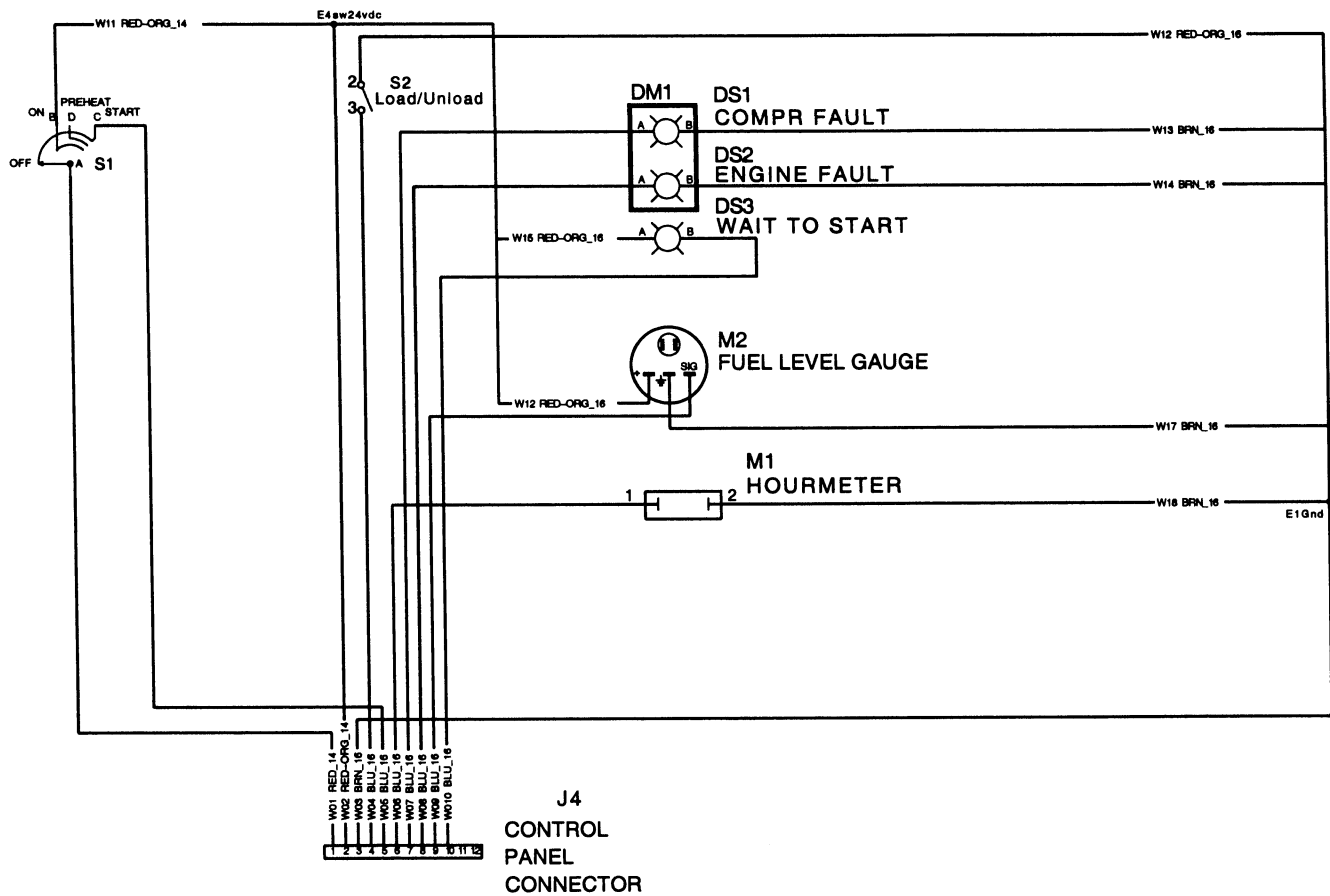 W11 RED-ORG_14
E4sw24vdc
W12 RED-ORG_16
2
S2
Load/Unload
3
PREHEAT
ON B D C START
OFF A S1
DM1
DS1
COMPR FAULT
A B
W13 BRN_16
DS2
ENGINE FAULT
A B
W14 BRN_16
DS3
WAIT TO START
A B
W15 RED-ORG_16
M2
FUEL LEVEL GAUGE
+ SIG
W12 RED-ORG_16
W17 BRN_16
M1
HOURMETER
1 2
W18 BRN_16
E1Gnd
W01 RED_14
W02 RED-ORG_14
W03 BRN_16
W04 BLU_16
W05 BLU_16
W06 BLU_16
W07 BLU_16
W08 BLU_16
W09 BLU_16
W010 BLU_16
1 2 3 4 5 6 7 8 9 10 11 12
J4
CONTROL
PANEL
CONNECTOR